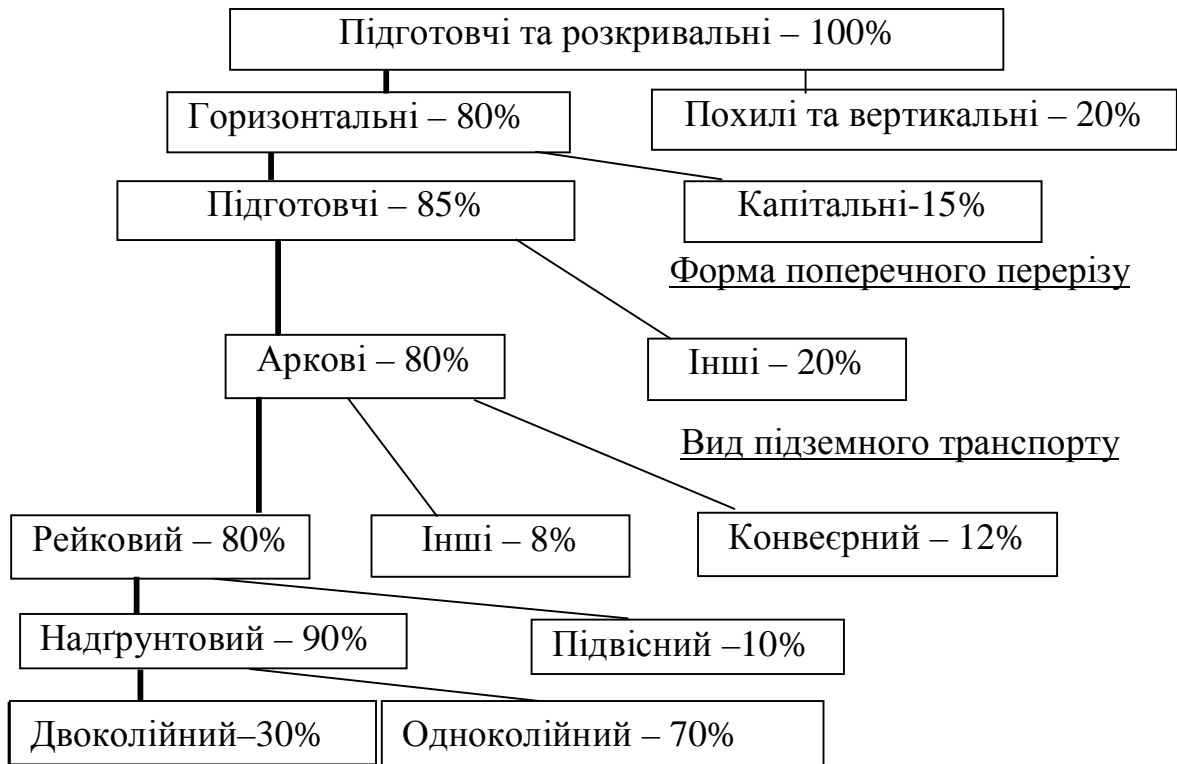 Підготовчі та розкривальні – 100%
Горизонтальні – 80%
Похилі та вертикальні – 20%
Підготовчі – 85%
Капітальні-15%
Форма поперечного перерізу
Аркові – 80%
Інші – 20%
Вид підземного транспорту
Рейковий – 80%
Інші – 8%
Конвеєрний – 12%
Надґрунтовий – 90%
Підвісний –10%
Двоколійний–30%
Одноколійний – 70%